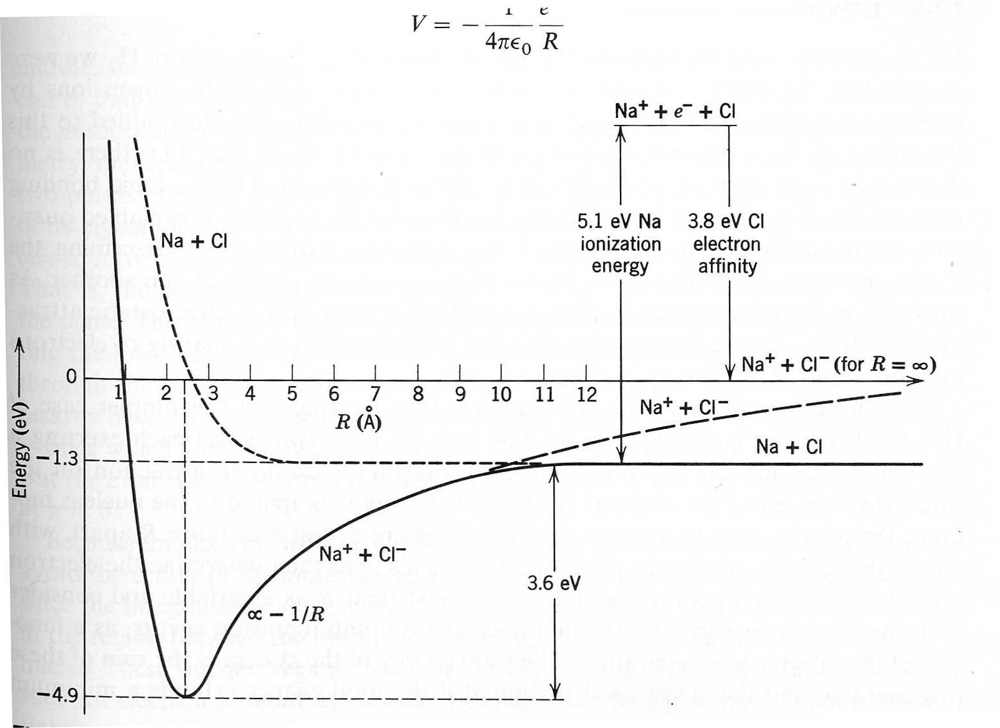 V = - 1 e
4πϵ₀ R
Na⁺ + e⁻ + Cl
Na + Cl
5.1 eV Na
ionization
energy
3.8 eV Cl
electron
affinity
Na⁺ + Cl⁻ (for R = ∞)
0
1 2 3 4 5 6 7 8 9 10 11 12
R (Å)
Na⁺ + Cl⁻
Na + Cl
Energy (eV)
−1.3
Na⁺ + Cl⁻
3.6 eV
∝ − 1/R
−4.9